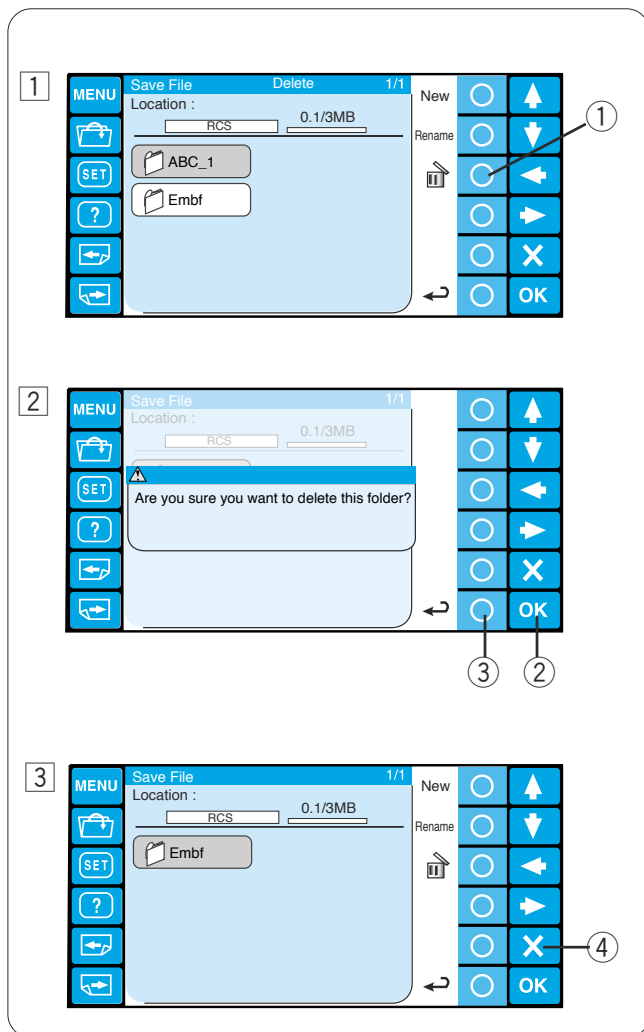 1
MENU
Save File Delete 1/1
New
Location :
RCS 0.1/3MB
Rename
1
ABC_1
SET
Embf
?
X
OK
2
MENU
Save File 1/1
Location :
RCS 0.1/3MB
SET
Are you sure you want to delete this folder?
?
X
OK
3 2
3
MENU
Save File 1/1
New
Location :
RCS 0.1/3MB
Rename
Embf
SET
?
X
4
OK